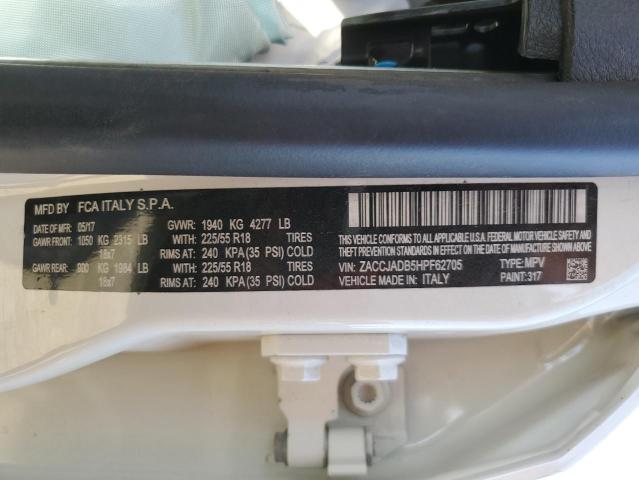 MFD BY FCA ITALY S.P.A.
DATE OF MFR: 05/17 GVWR: 1940 KG 4277 LB
GAWR FRONT: 1050 KG 2315 LB WITH: 225/55 R18 TIRES
18x7 RIMS AT: 240 KPA(35 PSI) COLD
GAWR REAR: 900 KG 1984 LB WITH: 225/55 R18 TIRES
18x7 RIMS AT: 240 KPA(35 PSI) COLD
THIS VEHICLE CONFORMS TO ALL APPLICABLE U.S.A. FEDERAL MOTOR VEHICLE SAFETY, BUMPER AND
THEFT PREVENTION STANDARDS IN EFFECT ON THE DATE OF MANUFACTURE SHOWN ABOVE.
VIN: ZACCJADB5HPF62705 TYPE: MPV
VEHICLE MADE IN: ITALY PAINT:317